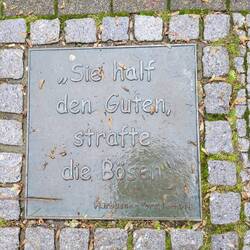 „Sie half
den Guten,
strafte
die Bösen“